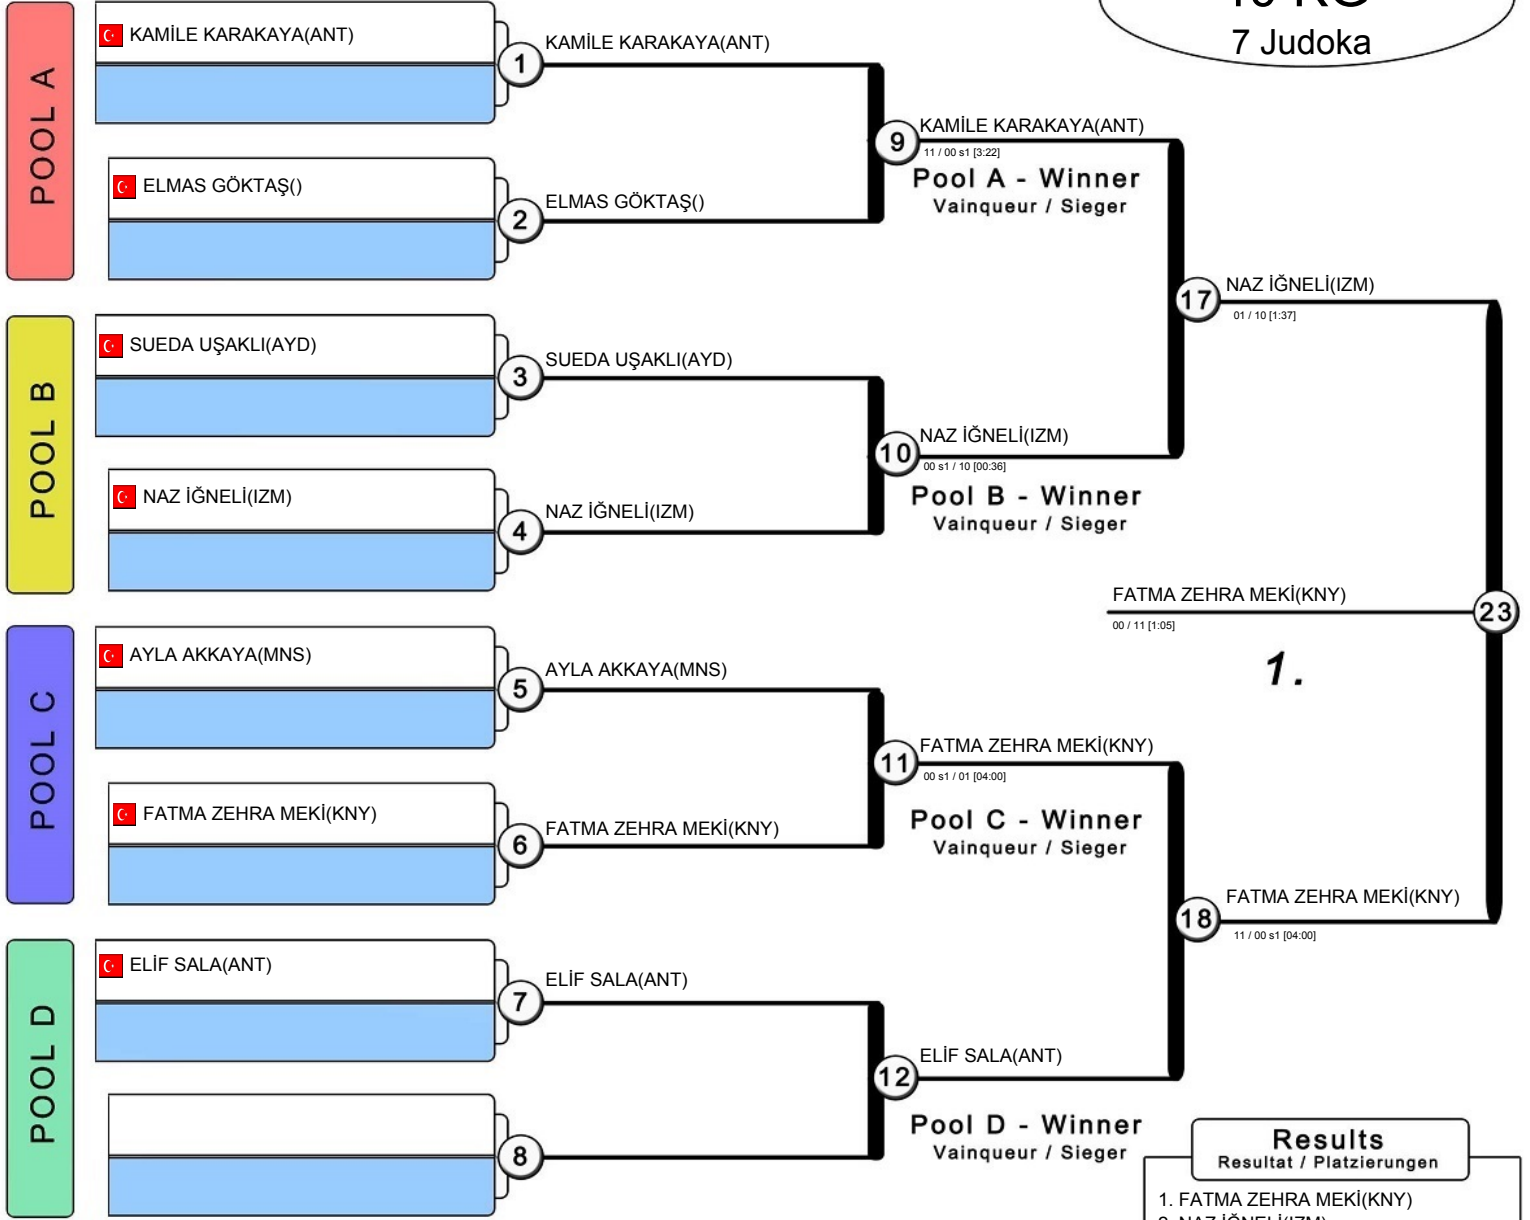 7 Judoka
POOL A
KAMİLE KARAKAYA(ANT)
1
KAMİLE KARAKAYA(ANT)
ELMAS GÖKTAŞ()
2
ELMAS GÖKTAŞ()
9
KAMİLE KARAKAYA(ANT)
11 / 00 s1 [3:22]
Pool A - Winner
Vainqueur / Sieger
POOL B
SUEDA UŞAKLI(AYD)
3
SUEDA UŞAKLI(AYD)
NAZ İĞNELİ(IZM)
4
NAZ İĞNELİ(IZM)
10
NAZ İĞNELİ(IZM)
00 s1 / 10 [00:36]
Pool B - Winner
Vainqueur / Sieger
17
NAZ İĞNELİ(IZM)
01 / 10 [1:37]
FATMA ZEHRA MEKİ(KNY)
23
00 / 11 [1:05]
1.
POOL C
AYLA AKKAYA(MNS)
5
AYLA AKKAYA(MNS)
FATMA ZEHRA MEKİ(KNY)
6
FATMA ZEHRA MEKİ(KNY)
11
FATMA ZEHRA MEKİ(KNY)
00 s1 / 01 [04:00]
Pool C - Winner
Vainqueur / Sieger
18
FATMA ZEHRA MEKİ(KNY)
11 / 00 s1 [04:00]
POOL D
ELİF SALA(ANT)
7
ELİF SALA(ANT)
8
12
ELİF SALA(ANT)
Pool D - Winner
Vainqueur / Sieger
Results
Resultat / Platzierungen
1. FATMA ZEHRA MEKİ(KNY)
2. NAZ İĞNELİ(IZM)